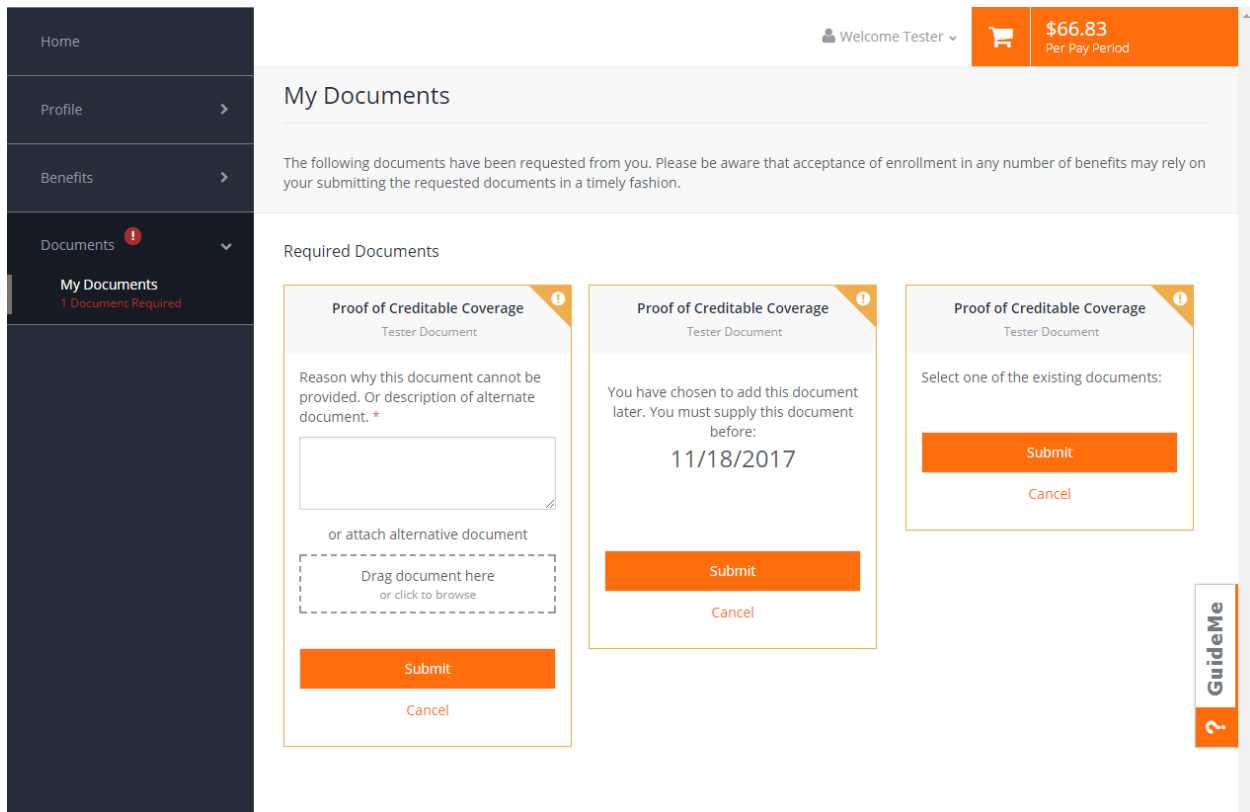 Home
Profile
Benefits
Documents
My Documents
1 Document Required
Welcome Tester
$66.83
Per Pay Period
My Documents
The following documents have been requested from you. Please be aware that acceptance of enrollment in any number of benefits may rely on
your submitting the requested documents in a timely fashion.
Required Documents
Proof of Creditable Coverage
Tester Document
Reason why this document cannot be
provided. Or description of alternate
document. *
or attach alternative document
Drag document here
or click to browse
Submit
Cancel
Proof of Creditable Coverage
Tester Document
You have chosen to add this document
later. You must supply this document
before:
11/18/2017
Submit
Cancel
Proof of Creditable Coverage
Tester Document
Select one of the existing documents:
Submit
Cancel
GuideMe
?